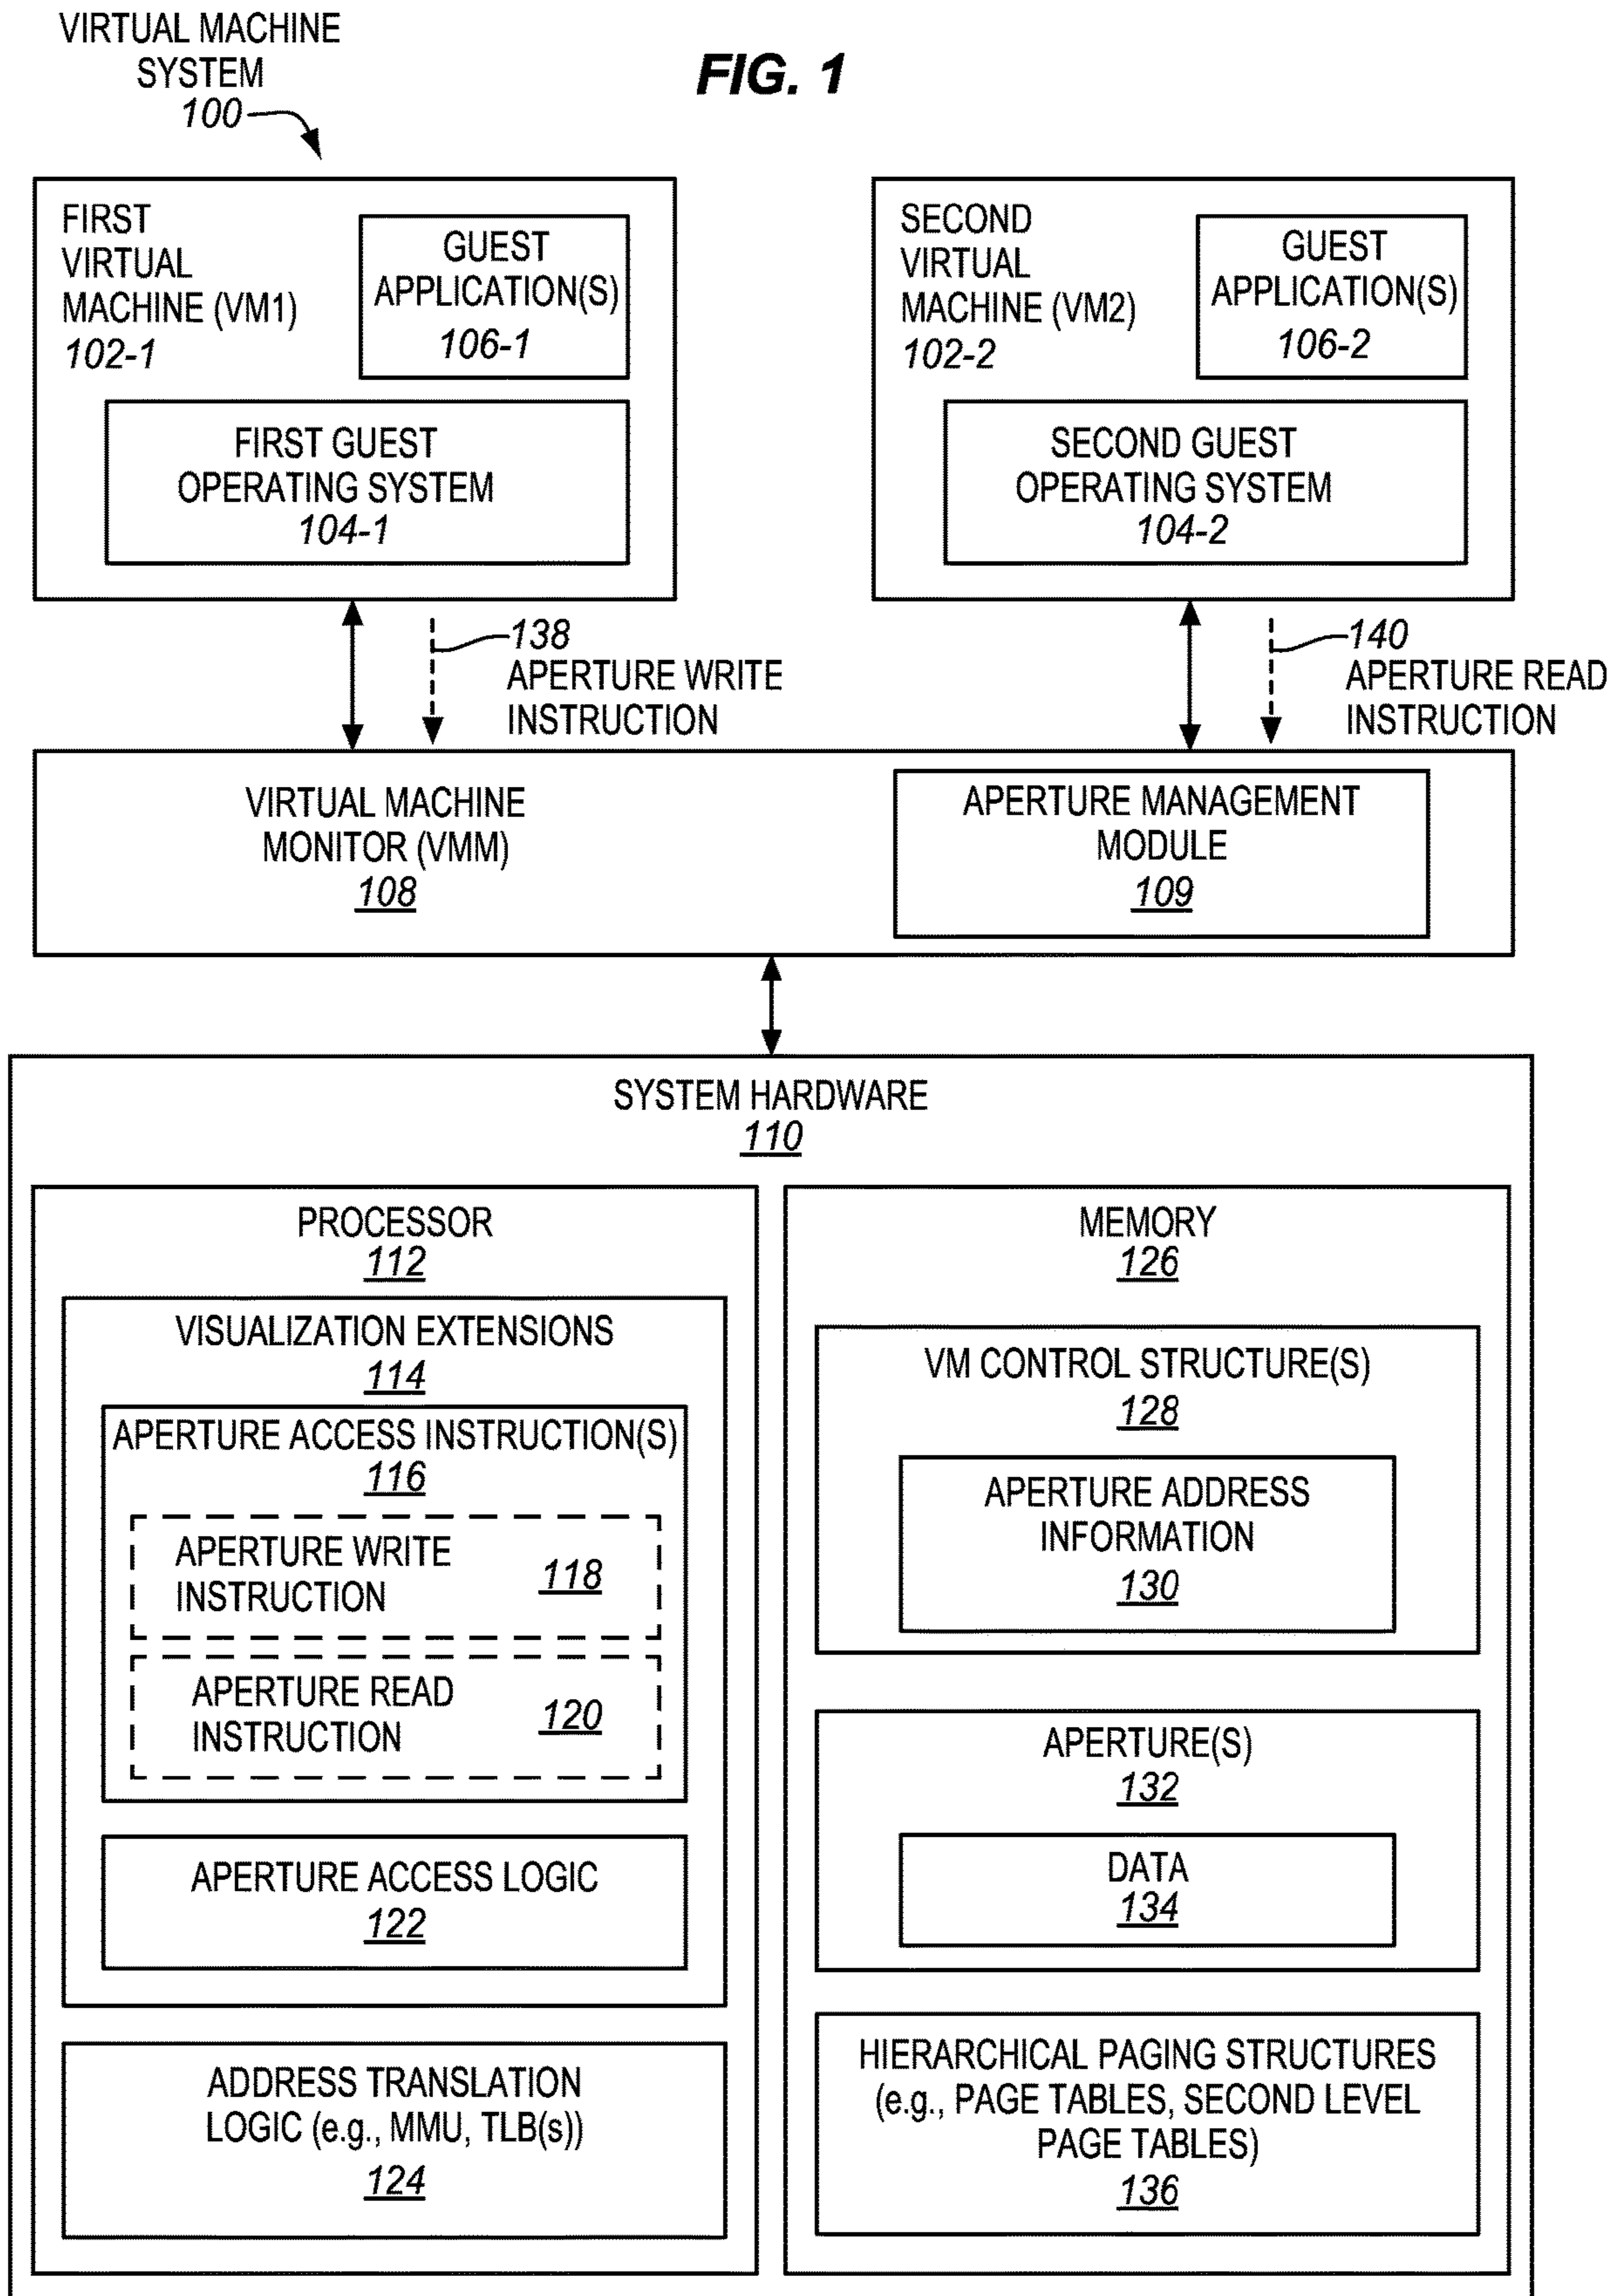 VIRTUAL MACHINE
SYSTEM
100
FIG. 1
FIRST
VIRTUAL
MACHINE (VM1)
102-1
GUEST
APPLICATION(S)
106-1
FIRST GUEST
OPERATING SYSTEM
104-1
SECOND
VIRTUAL
MACHINE (VM2)
102-2
GUEST
APPLICATION(S)
106-2
SECOND GUEST
OPERATING SYSTEM
104-2
138
APERTURE WRITE
INSTRUCTION
140
APERTURE READ
INSTRUCTION
VIRTUAL MACHINE
MONITOR (VMM)
108
APERTURE MANAGEMENT
MODULE
109
SYSTEM HARDWARE
110
PROCESSOR
112
VISUALIZATION EXTENSIONS
114
APERTURE ACCESS INSTRUCTION(S)
116
APERTURE WRITE
INSTRUCTION
118
APERTURE READ
INSTRUCTION
120
APERTURE ACCESS LOGIC
122
ADDRESS TRANSLATION
LOGIC (e.g., MMU, TLB(s))
124
MEMORY
126
VM CONTROL STRUCTURE(S)
128
APERTURE ADDRESS
INFORMATION
130
APERTURE(S)
132
DATA
134
HIERARCHICAL PAGING STRUCTURES
(e.g., PAGE TABLES, SECOND LEVEL
PAGE TABLES)
136